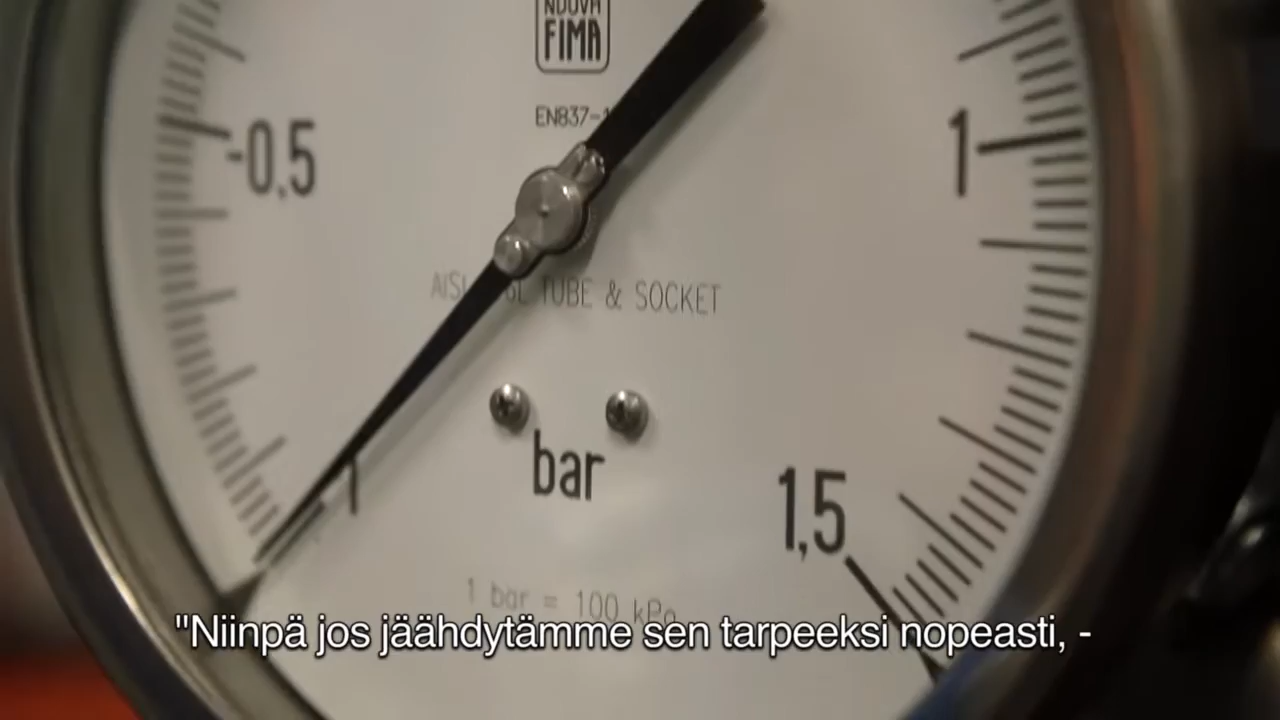 FIMA
EN837-1
-0,5
1
TUBE & SOCKET
bar
1
1,5
1 bar = 100 kPa
"Niinpä jos jäähdytämme sen tarpeeksi nopeasti, -